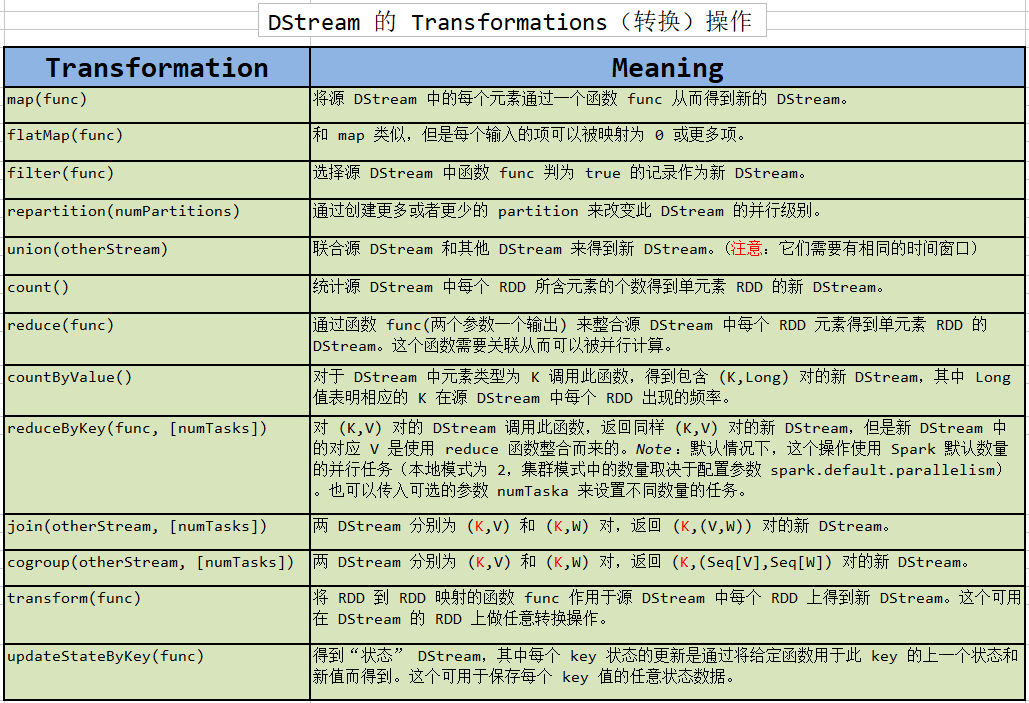 DStream 的 Transformations（转换）操作
Transformation Meaning
map(func) 将源 DStream 中的每个元素通过一个函数 func 从而得到新的 DStream。
flatMap(func) 和 map 类似，但是每个输入的项可以被映射为 0 或更多项。
filter(func) 选择源 DStream 中函数 func 判为 true 的记录作为新 DStream。
repartition(numPartitions) 通过创建更多或者更少的 partition 来改变此 DStream 的并行级别。
union(otherStream) 联合源 DStream 和其他 DStream 来得到新 DStream。（注意：它们需要有相同的时间窗口）
count() 统计源 DStream 中每个 RDD 所含元素的个数得到单元素 RDD 的新 DStream。
reduce(func) 通过函数 func(两个参数一个输出) 来整合源 DStream 中每个 RDD 元素得到单元素 RDD 的
DStream。这个函数需要关联从而可以被并行计算。
countByValue() 对于 DStream 中元素类型为 K 调用此函数，得到包含 (K,Long) 对的新 DStream，其中 Long
值表明相应的 K 在源 DStream 中每个 RDD 出现的频率。
reduceByKey(func, [numTasks]) 对 (K,V) 对的 DStream 调用此函数，返回同样 (K,V) 对的新 DStream，但是新 DStream 中
的对应 V 是使用 reduce 函数整合而来的。Note：默认情况下，这个操作使用 Spark 默认数量
的并行任务（本地模式为 2，集群模式中的数量取决于配置参数 spark.default.parallelism）
。也可以传入可选的参数 numTaska 来设置不同数量的任务。
join(otherStream, [numTasks]) 两 DStream 分别为 (K,V) 和 (K,W) 对，返回 (K,(V,W)) 对的新 DStream。
cogroup(otherStream, [numTasks]) 两 DStream 分别为 (K,V) 和 (K,W) 对，返回 (K,(Seq[V],Seq[W]) 对的新 DStream。
transform(func) 将 RDD 到 RDD 映射的函数 func 作用于源 DStream 中每个 RDD 上得到新 DStream。这个可用
在 DStream 的 RDD 上做任意转换操作。
updateStateByKey(func) 得到“状态” DStream，其中每个 key 状态的更新是通过将给定函数用于此 key 的上一个状态和
新值而得到。这个可用于保存每个 key 值的任意状态数据。